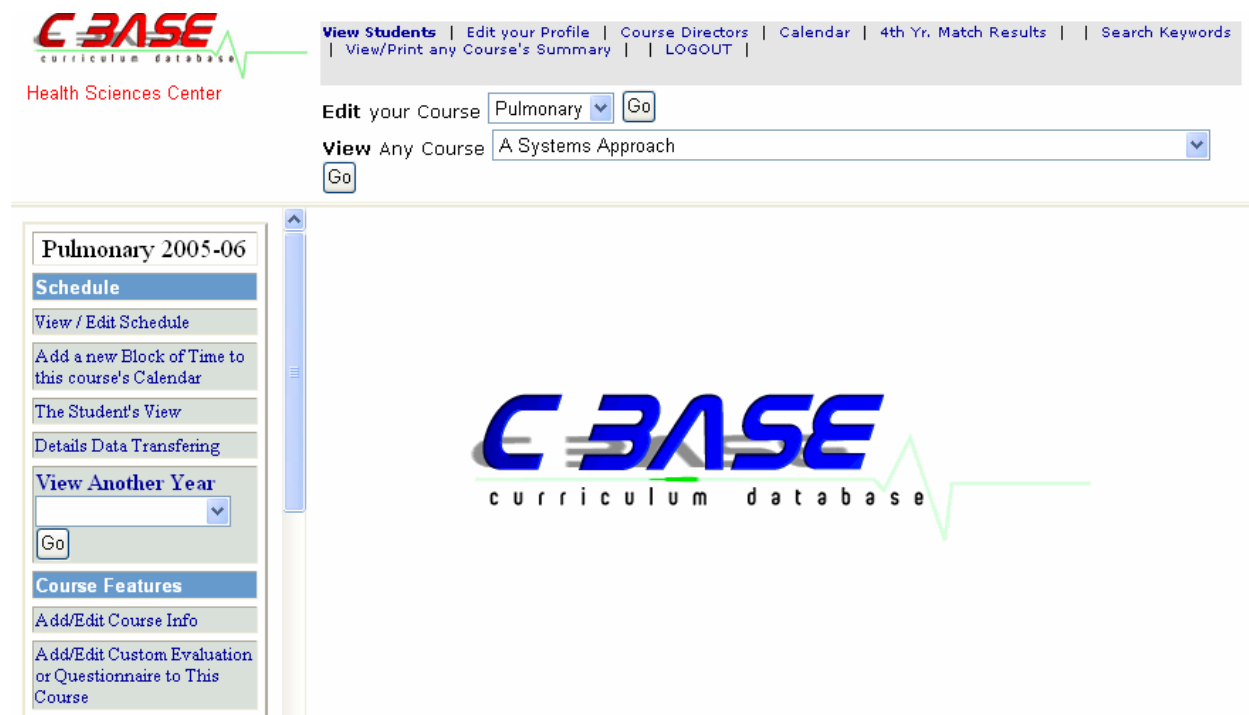 C BASE
curriculum database
Health Sciences Center
View Students | Edit your Profile | Course Directors | Calendar | 4th Yr. Match Results | | Search Keywords
| View/Print any Course's Summary | | LOGOUT |
Edit your Course Pulmonary Go
View Any Course A Systems Approach
Go
Pulmonary 2005-06
Schedule
View / Edit Schedule
Add a new Block of Time to
this course's Calendar
The Student's View
Details Data Transfering
View Another Year
Go
Course Features
Add/Edit Course Info
Add/Edit Custom Evaluation
or Questionnaire to This
Course
C BASE
curriculum database